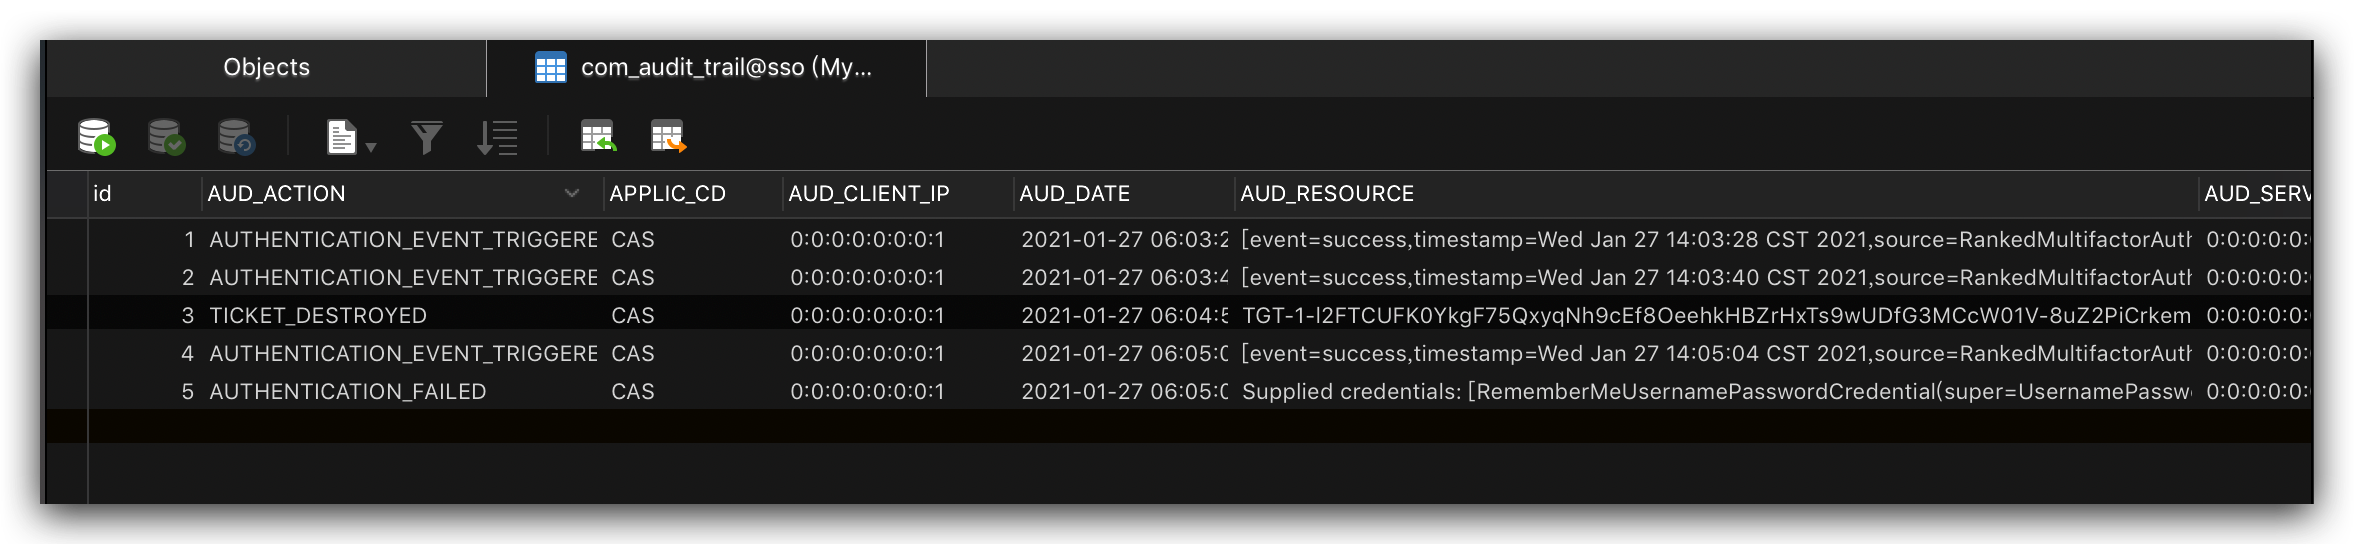 Objects com_audit_trail@sso (My...
id AUD_ACTION APPLIC_CD AUD_CLIENT_IP AUD_DATE AUD_RESOURCE AUD_SERV
1 AUTHENTICATION_EVENT_TRIGGERE CAS 0:0:0:0:0:0:0:1 2021-01-27 06:03:2 [event=success,timestamp=Wed Jan 27 14:03:28 CST 2021,source=RankedMultifactorAuth 0:0:0:0:0:
2 AUTHENTICATION_EVENT_TRIGGERE CAS 0:0:0:0:0:0:0:1 2021-01-27 06:03:4 [event=success,timestamp=Wed Jan 27 14:03:40 CST 2021,source=RankedMultifactorAuth 0:0:0:0:0:
3 TICKET_DESTROYED CAS 0:0:0:0:0:0:0:1 2021-01-27 06:04:5 TGT-1-l2FTCUFK0YkgF75QxyqNh9cEf8OeehkHBZrHxTs9wUDfG3MCcW01V-8uZ2PiCrkem 0:0:0:0:0:
4 AUTHENTICATION_EVENT_TRIGGERE CAS 0:0:0:0:0:0:0:1 2021-01-27 06:05:0 [event=success,timestamp=Wed Jan 27 14:05:04 CST 2021,source=RankedMultifactorAuth 0:0:0:0:0:
5 AUTHENTICATION_FAILED CAS 0:0:0:0:0:0:0:1 2021-01-27 06:05:0 Supplied credentials: [RememberMeUsernamePasswordCredential(super=UsernamePassw 0:0:0:0:0: